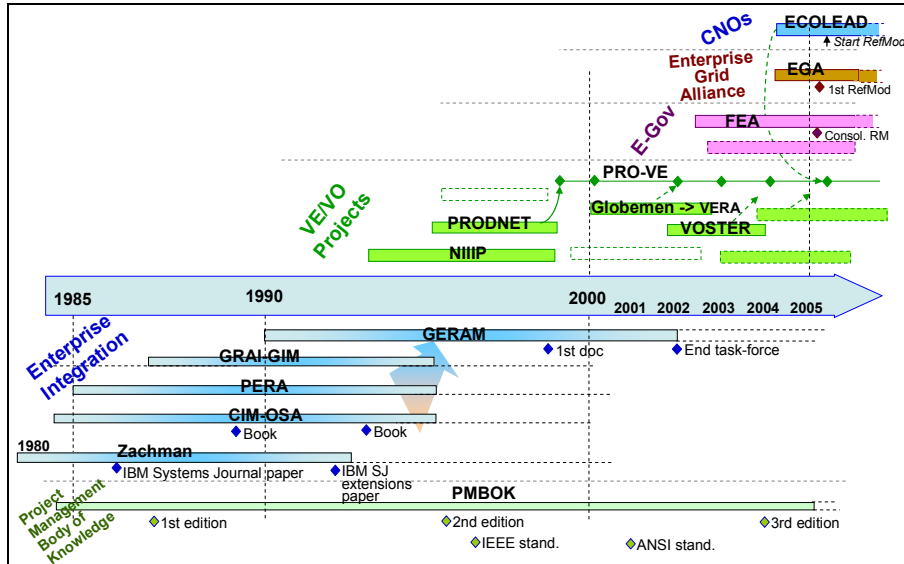 ECOLEAD
CNOs
Start RefMod
Enterprise
Grid
Alliance
EGA
1st RefMod
E-Gov
FEA
Consol. RM
PRO-VE
VE/VO
Projects
Globemen -> VERA
PRODNET
VOSTER
NIIIP
1985
1990
2000
2001
2002
2003
2004
2005
Enterprise
Integration
GERAM
1st doc
End task-force
GRAI-GIM
PERA
CIM-OSA
Book
Book
1980
Zachman
IBM Systems Journal paper
IBM SJ
extensions
paper
Project
Management
Body of
Knowledge
PMBOK
1st edition
2nd edition
3rd edition
IEEE stand.
ANSI stand.